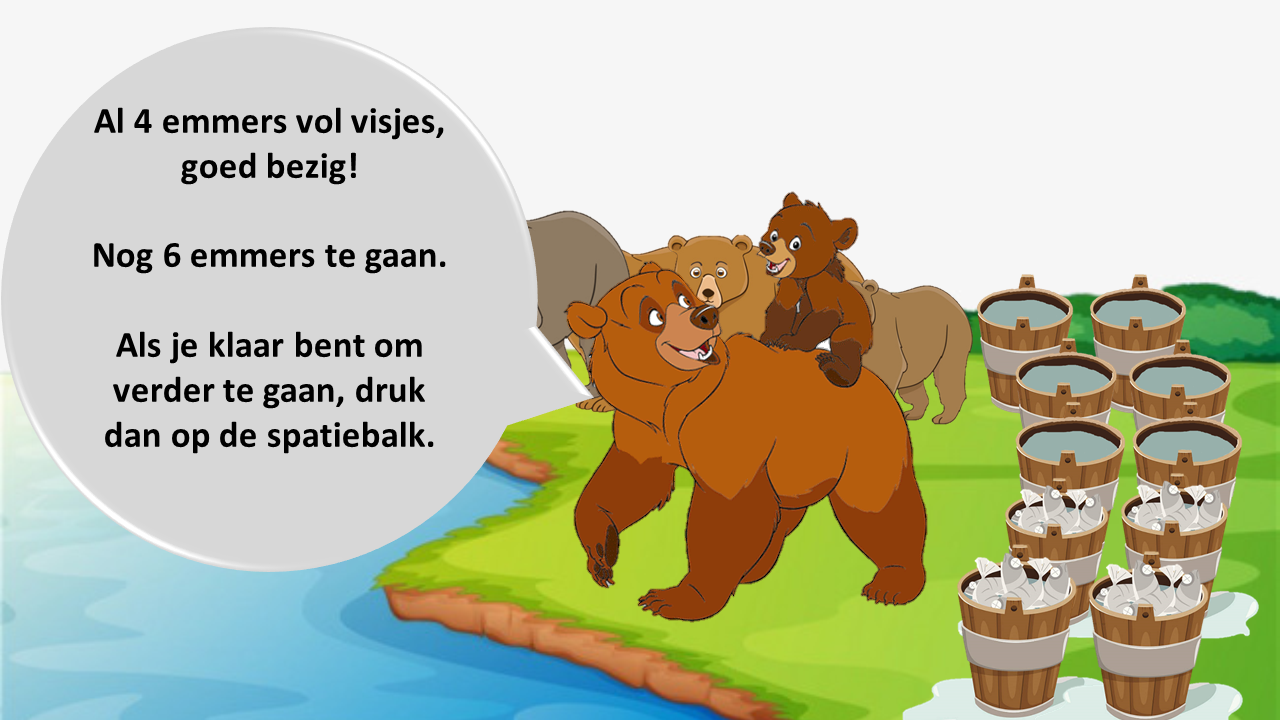 Al 4 emmers vol visjes,
goed bezig!
Nog 6 emmers te gaan.
Als je klaar bent om
verder te gaan, druk
dan op de spatiebalk.